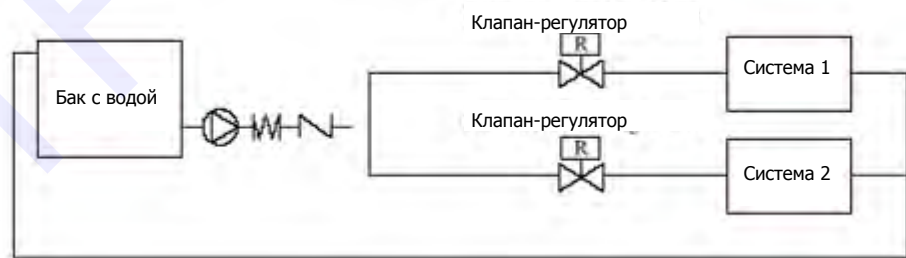 Клапан-регулятор
R
Бак с водой
Система 1
Клапан-регулятор
R
Система 2